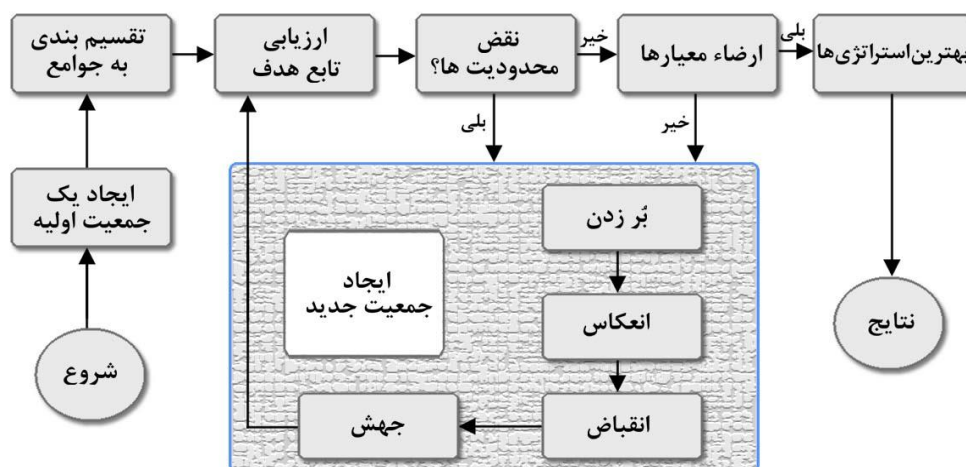 تقسیم بندی
به جوامع
ارزیابی
تابع هدف
نقض
محدودیت ها؟
خیر
ارضاء معیارها
بلی
بهترین‌استراتژی‌ها
بلی
خیر
ایجاد یک
جمعیت اولیه
بُر زدن
ایجاد
جمعیت جدید
انعکاس
نتایج
شروع
جهش
انقباض